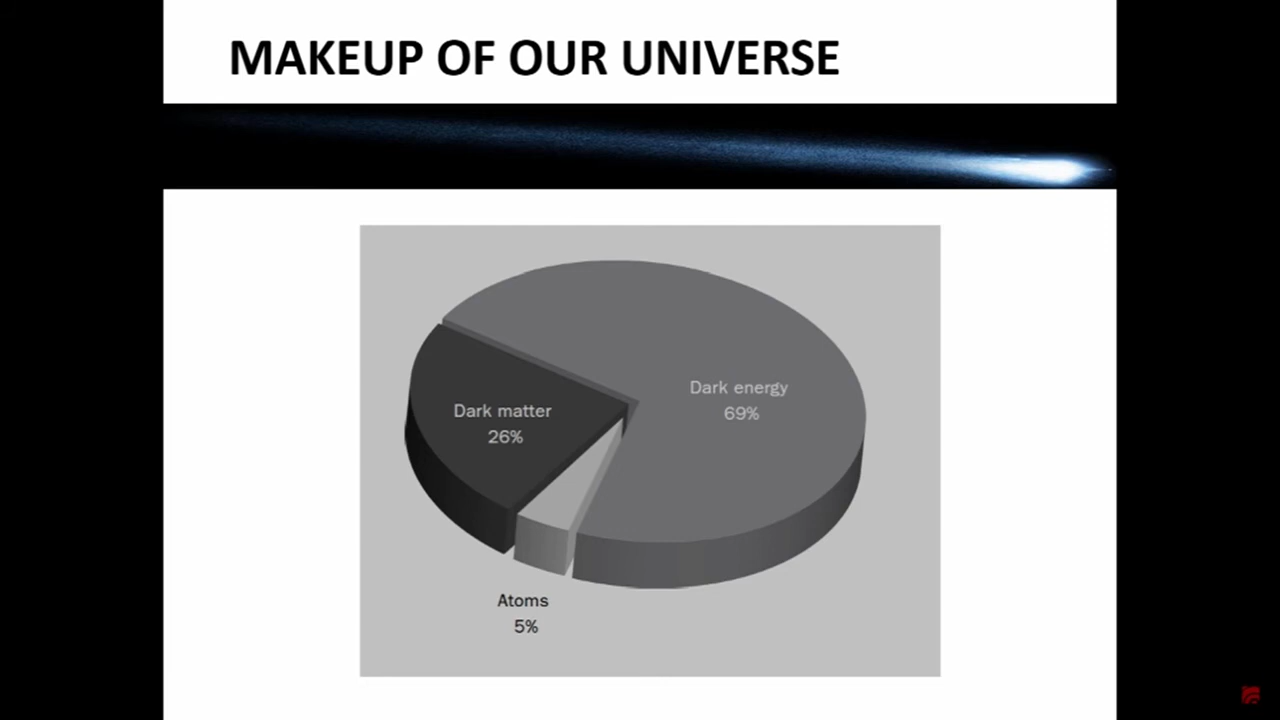 MAKEUP OF OUR UNIVERSE
Dark energy
69%
Dark matter
26%
Atoms
5%